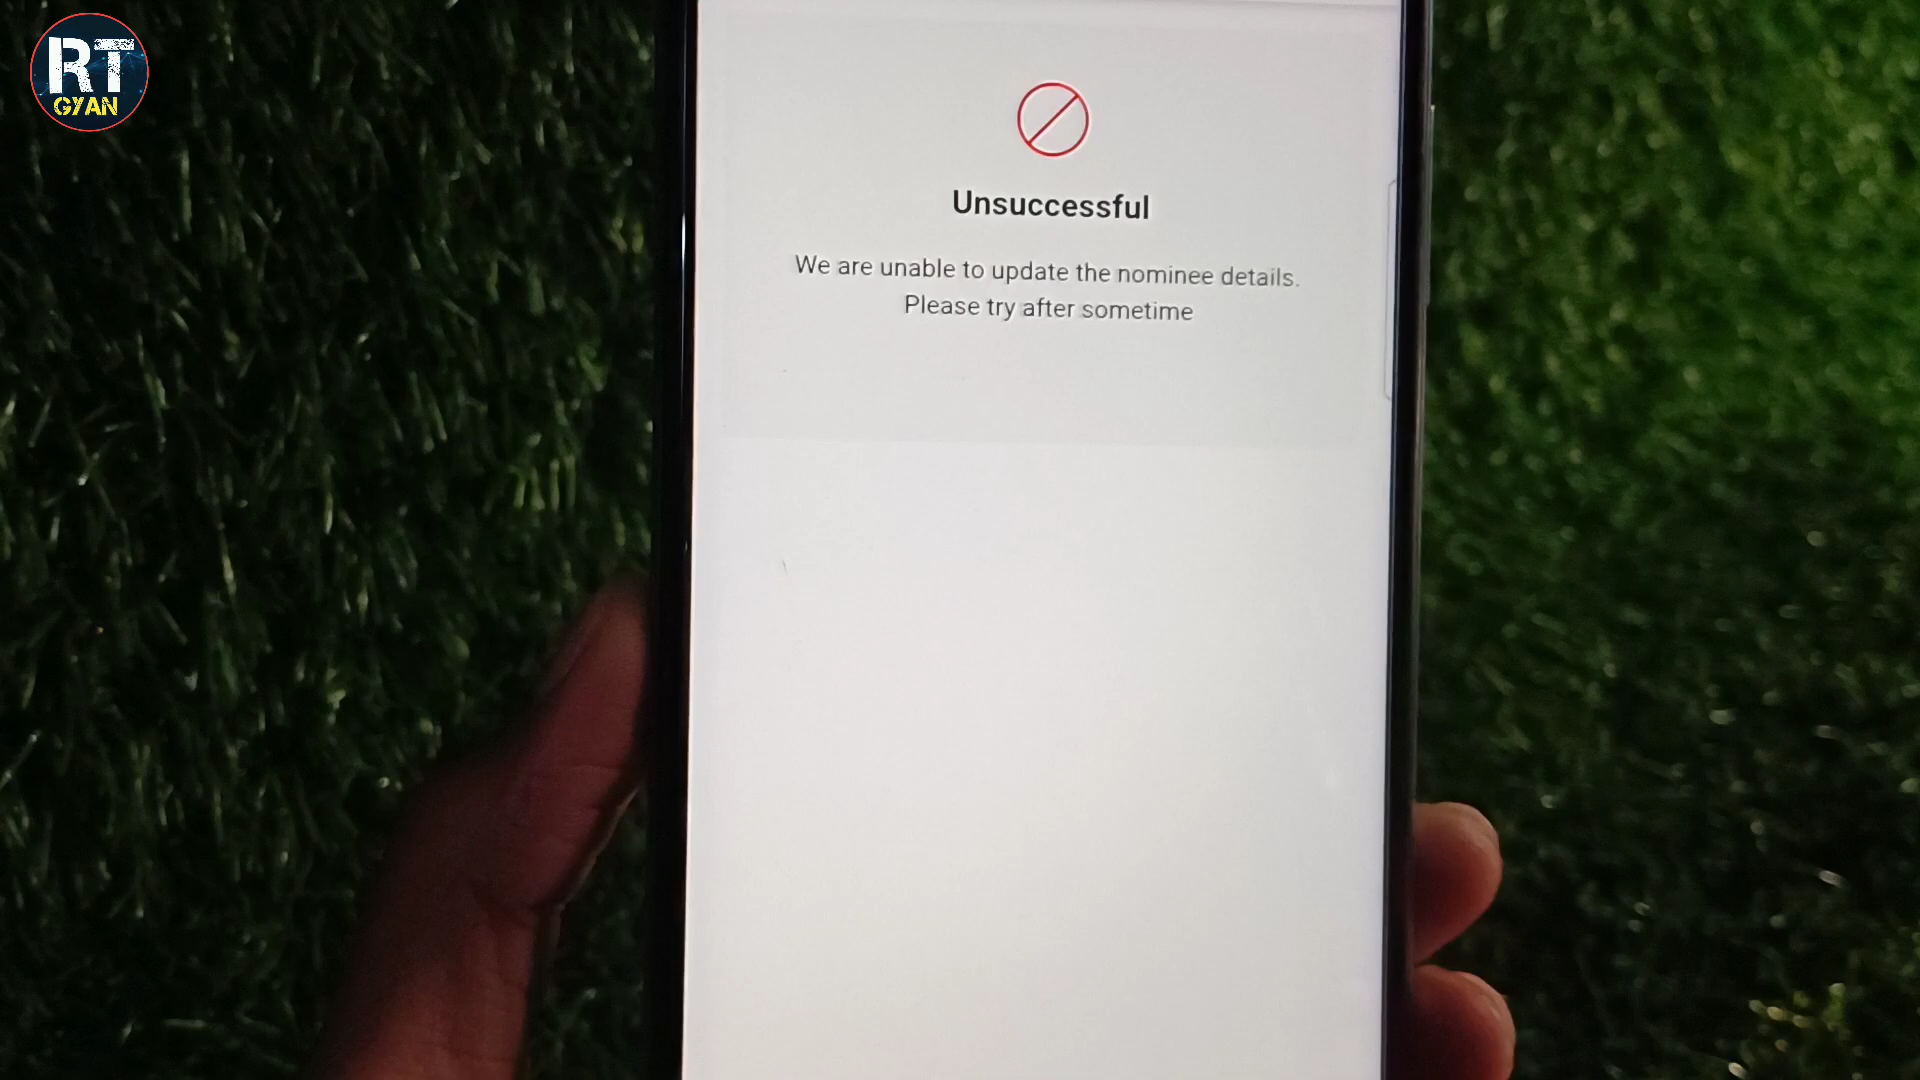 RT
GYAN
Unsuccessful
We are unable to update the nominee details.
Please try after sometime